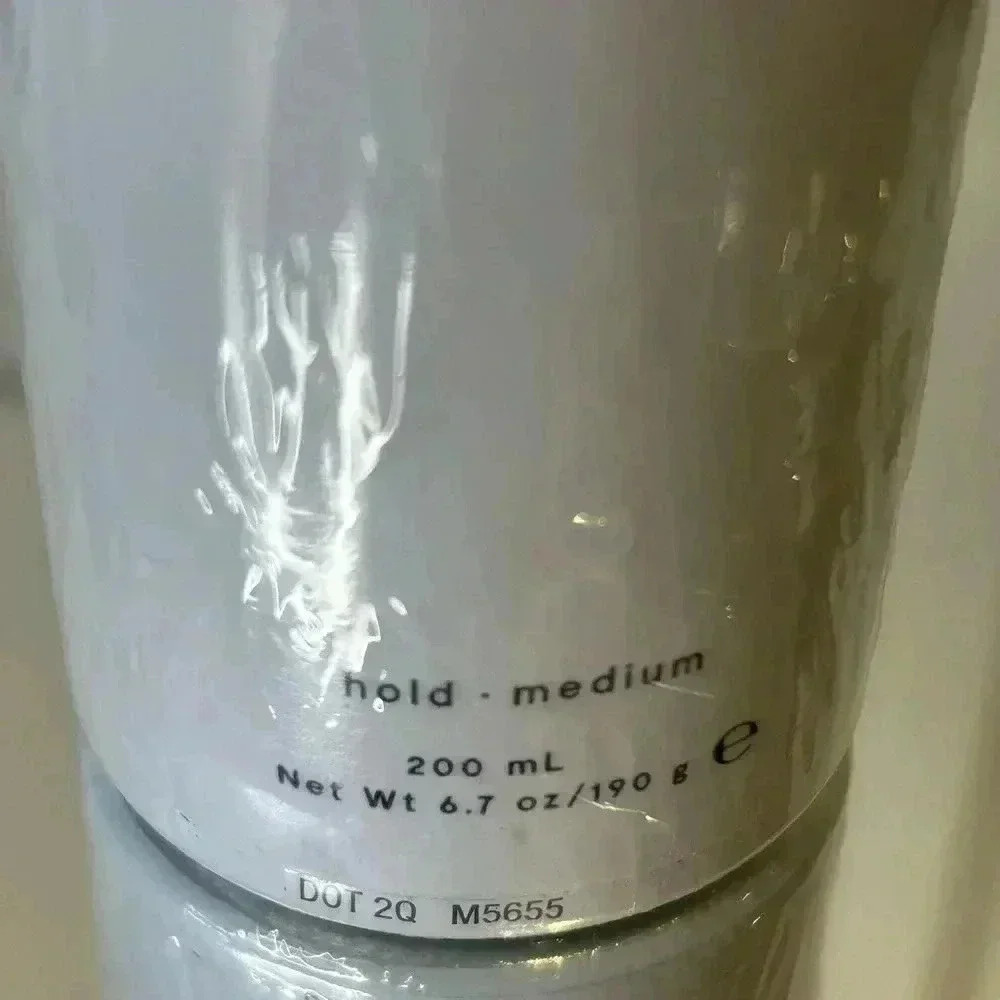 hold - medium
200 mL
Net Wt 6.7 oz/190 g e
DOT 2Q M5655